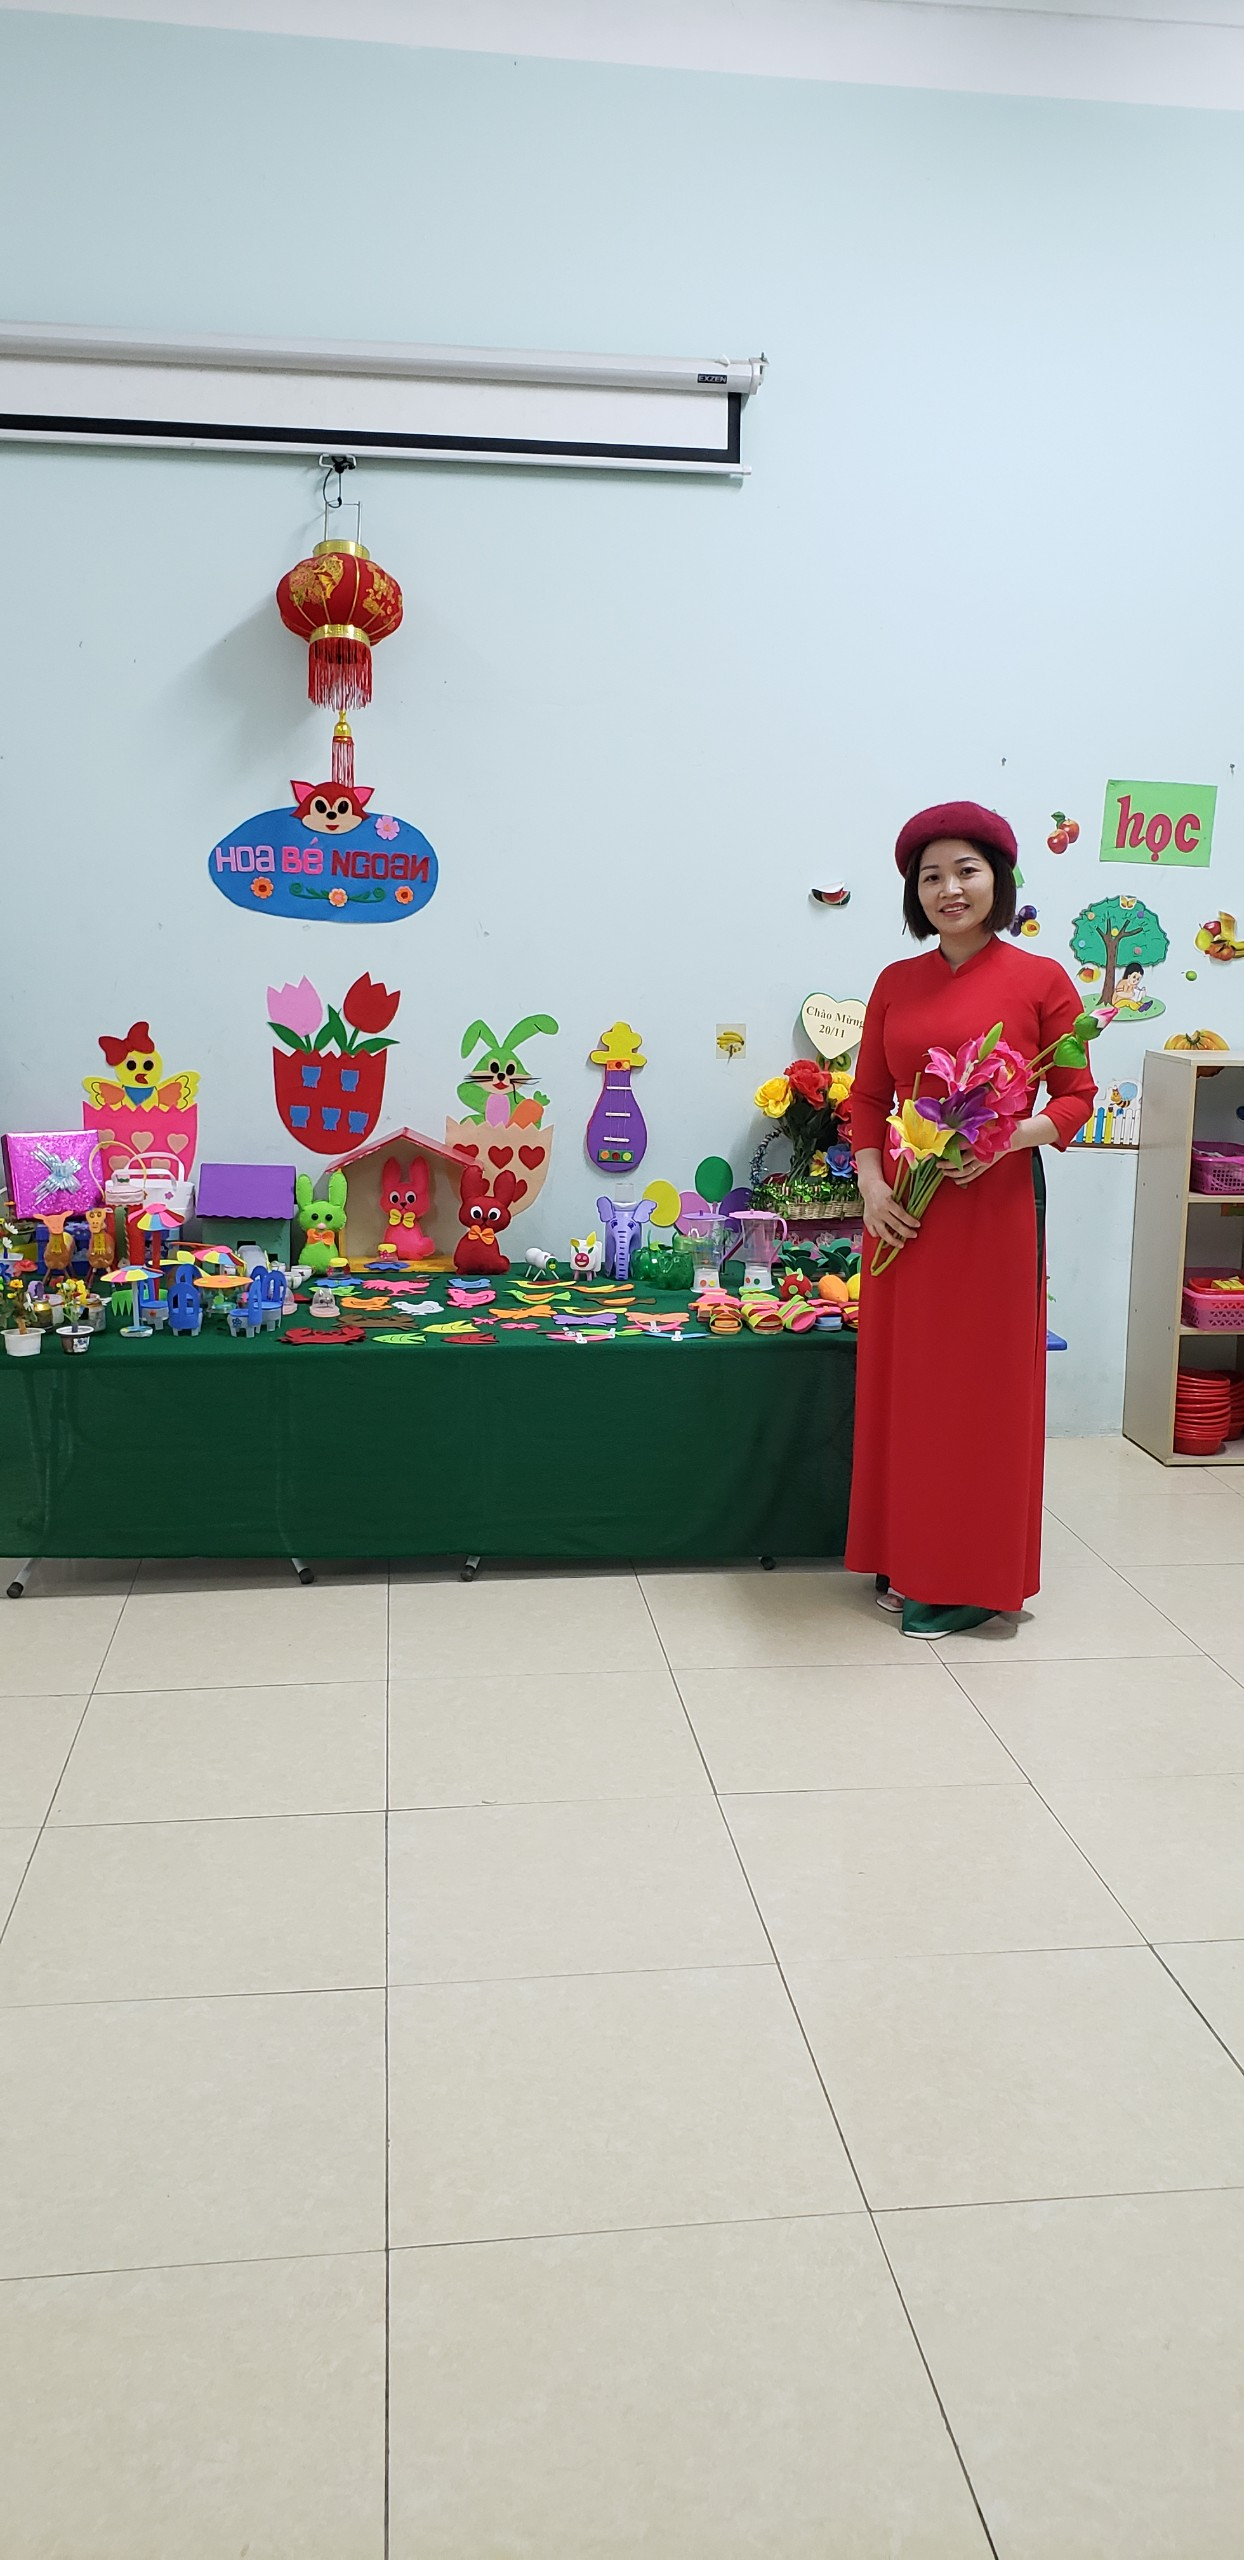 EXZEN
HOA BÉ NGOAN
học
Chào Mừng
20/11